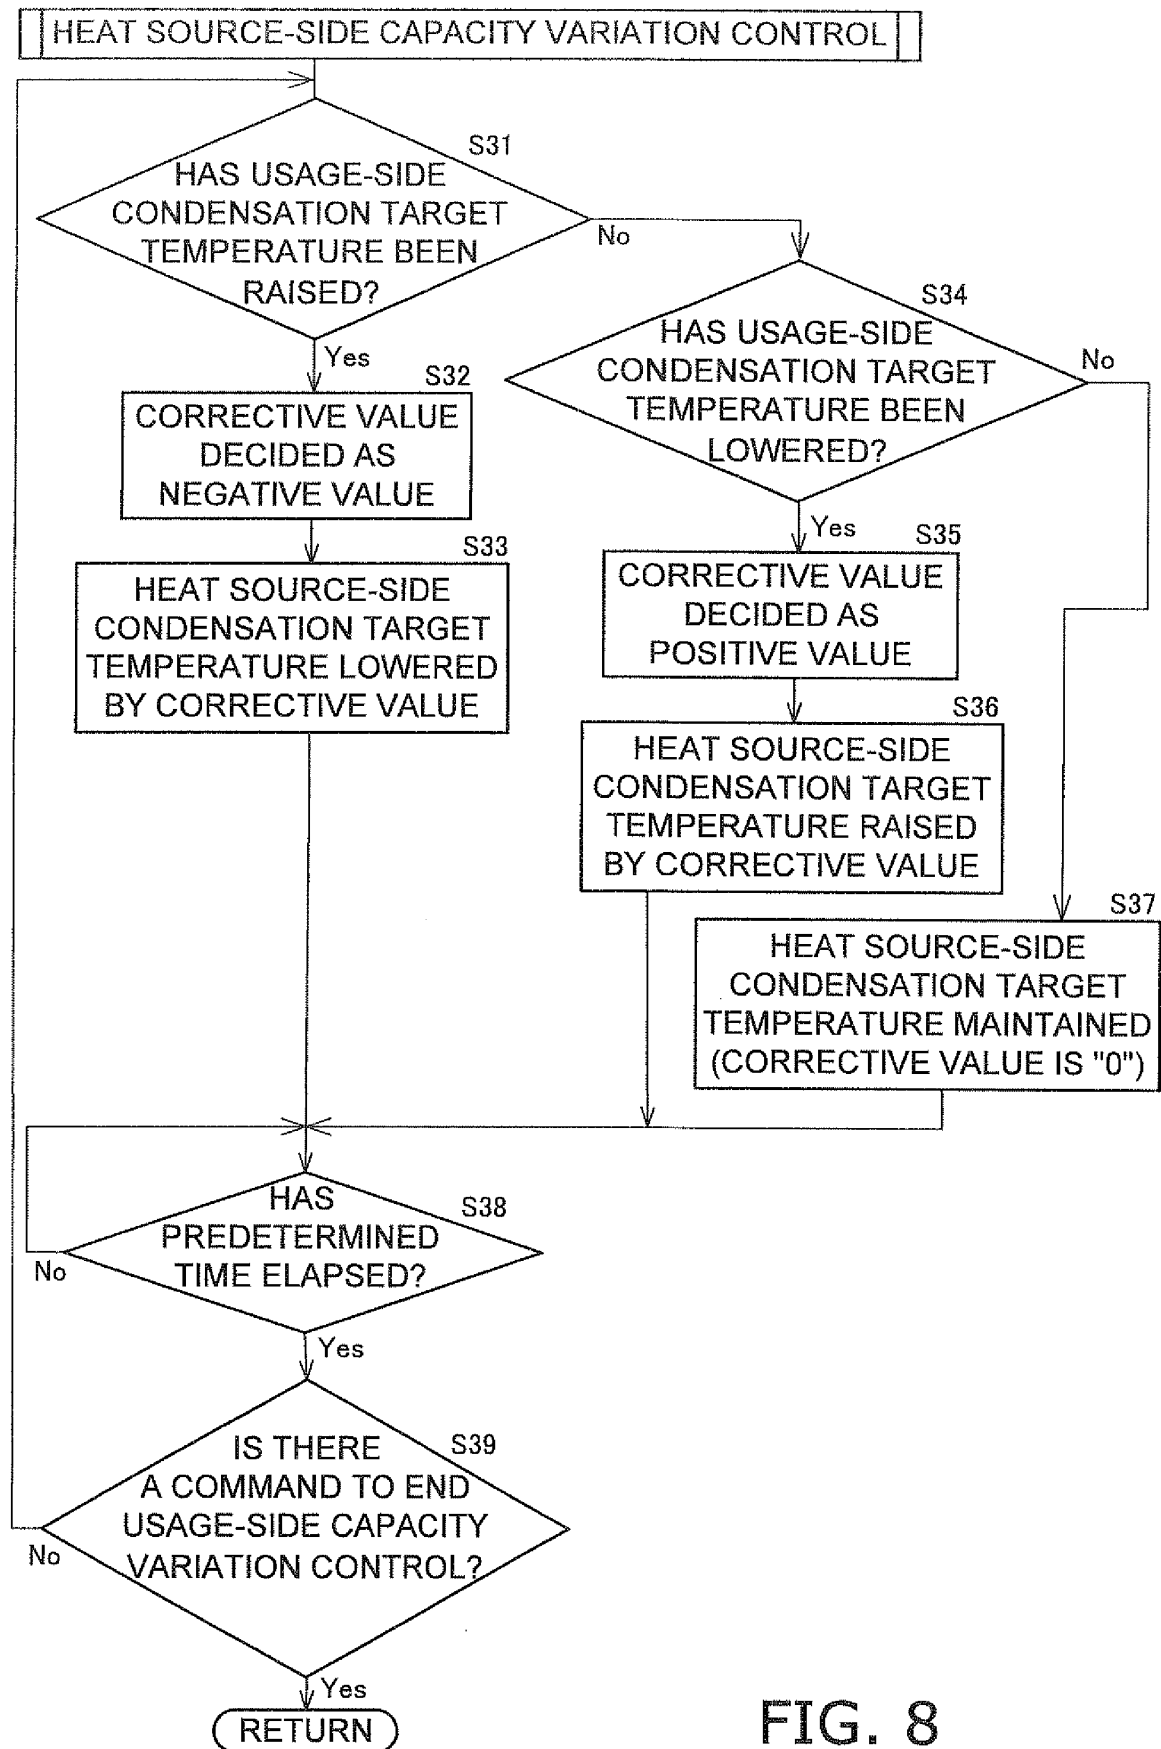 HEAT SOURCE-SIDE CAPACITY VARIATION CONTROL
S31
HAS USAGE-SIDE
CONDENSATION TARGET
TEMPERATURE BEEN
RAISED?
No
Yes
S32
CORRECTIVE VALUE
DECIDED AS
NEGATIVE VALUE
S33
HEAT SOURCE-SIDE
CONDENSATION TARGET
TEMPERATURE LOWERED
BY CORRECTIVE VALUE
S34
HAS USAGE-SIDE
CONDENSATION TARGET
TEMPERATURE BEEN
LOWERED?
No
Yes
S35
CORRECTIVE VALUE
DECIDED AS
POSITIVE VALUE
S36
HEAT SOURCE-SIDE
CONDENSATION TARGET
TEMPERATURE RAISED
BY CORRECTIVE VALUE
S37
HEAT SOURCE-SIDE
CONDENSATION TARGET
TEMPERATURE MAINTAINED
(CORRECTIVE VALUE IS "0")
S38
HAS
PREDETERMINED
TIME ELAPSED?
No
Yes
S39
IS THERE
A COMMAND TO END
USAGE-SIDE CAPACITY
VARIATION CONTROL?
No
Yes
RETURN
FIG. 8